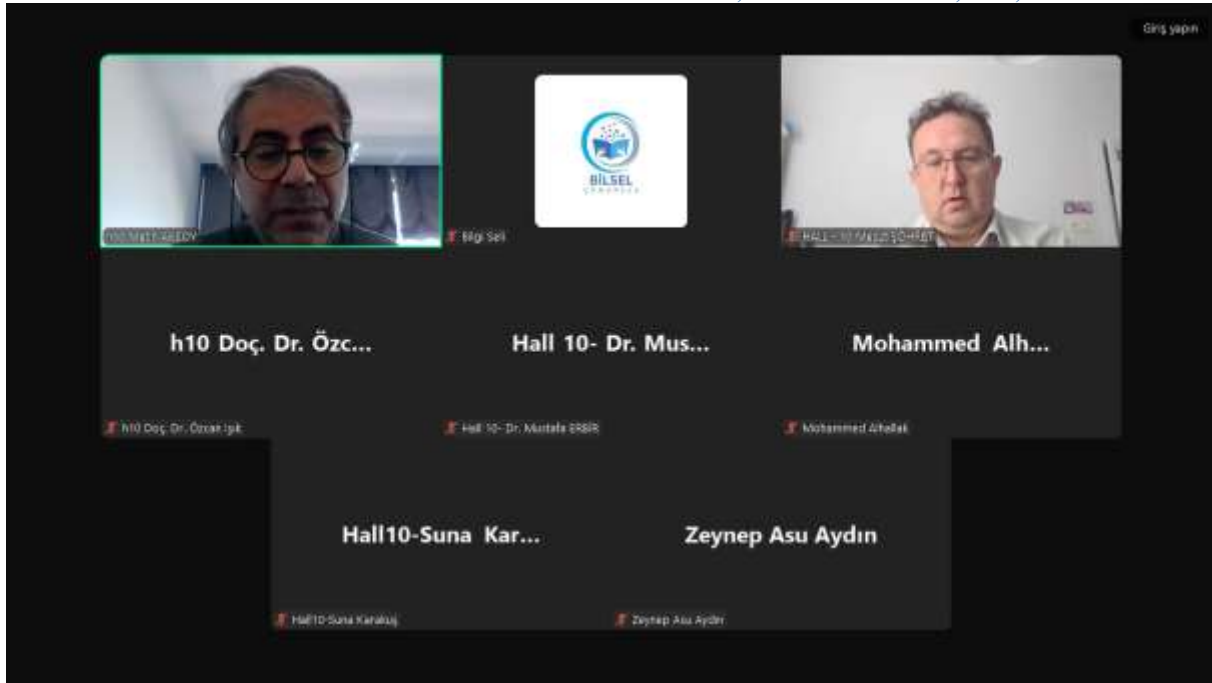 Giriş yapın
BİLSEL
Bilgi Seli
h10 Doç. Dr. Özc...
Hall 10- Dr. Mus...
Mohammed Alh...
h10 Doç. Dr. Özcan Işık
Hall 10- Dr. Mustafa ERBİR
Mohammed Alhallak
Hall10-Suna Kar...
Zeynep Asu Aydın
Hall10-Suna Karakuş
Zeynep Asu Aydın